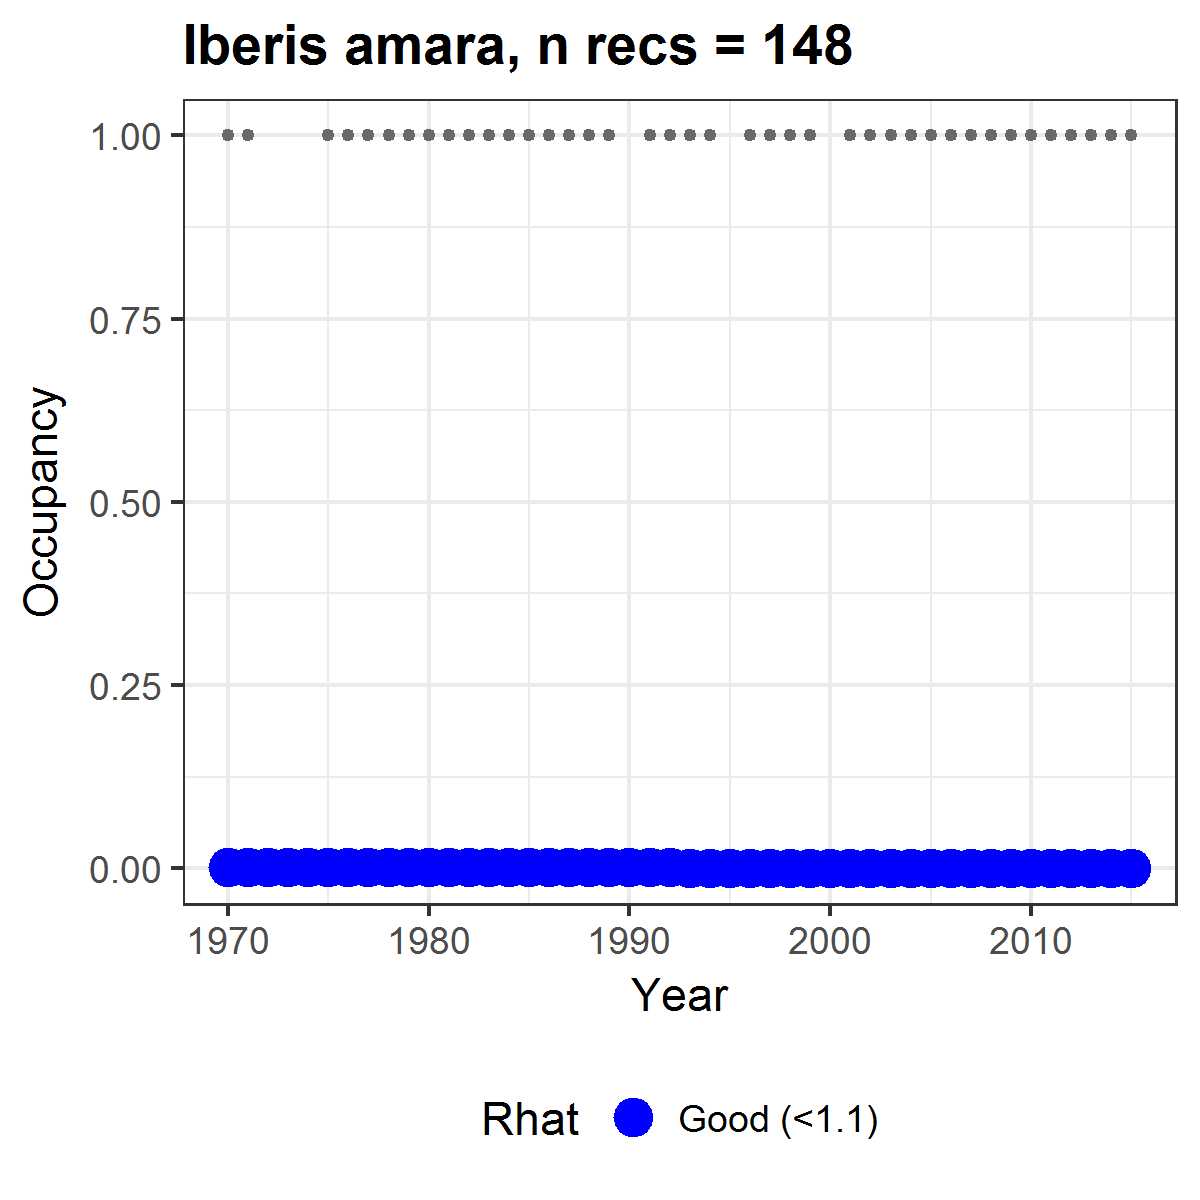 Iberis amara, n recs = 148
1.00
0.75
0.50
0.25
0.00
Occupancy
1970 1980 1990 2000 2010
Year
Rhat Good (<1.1)